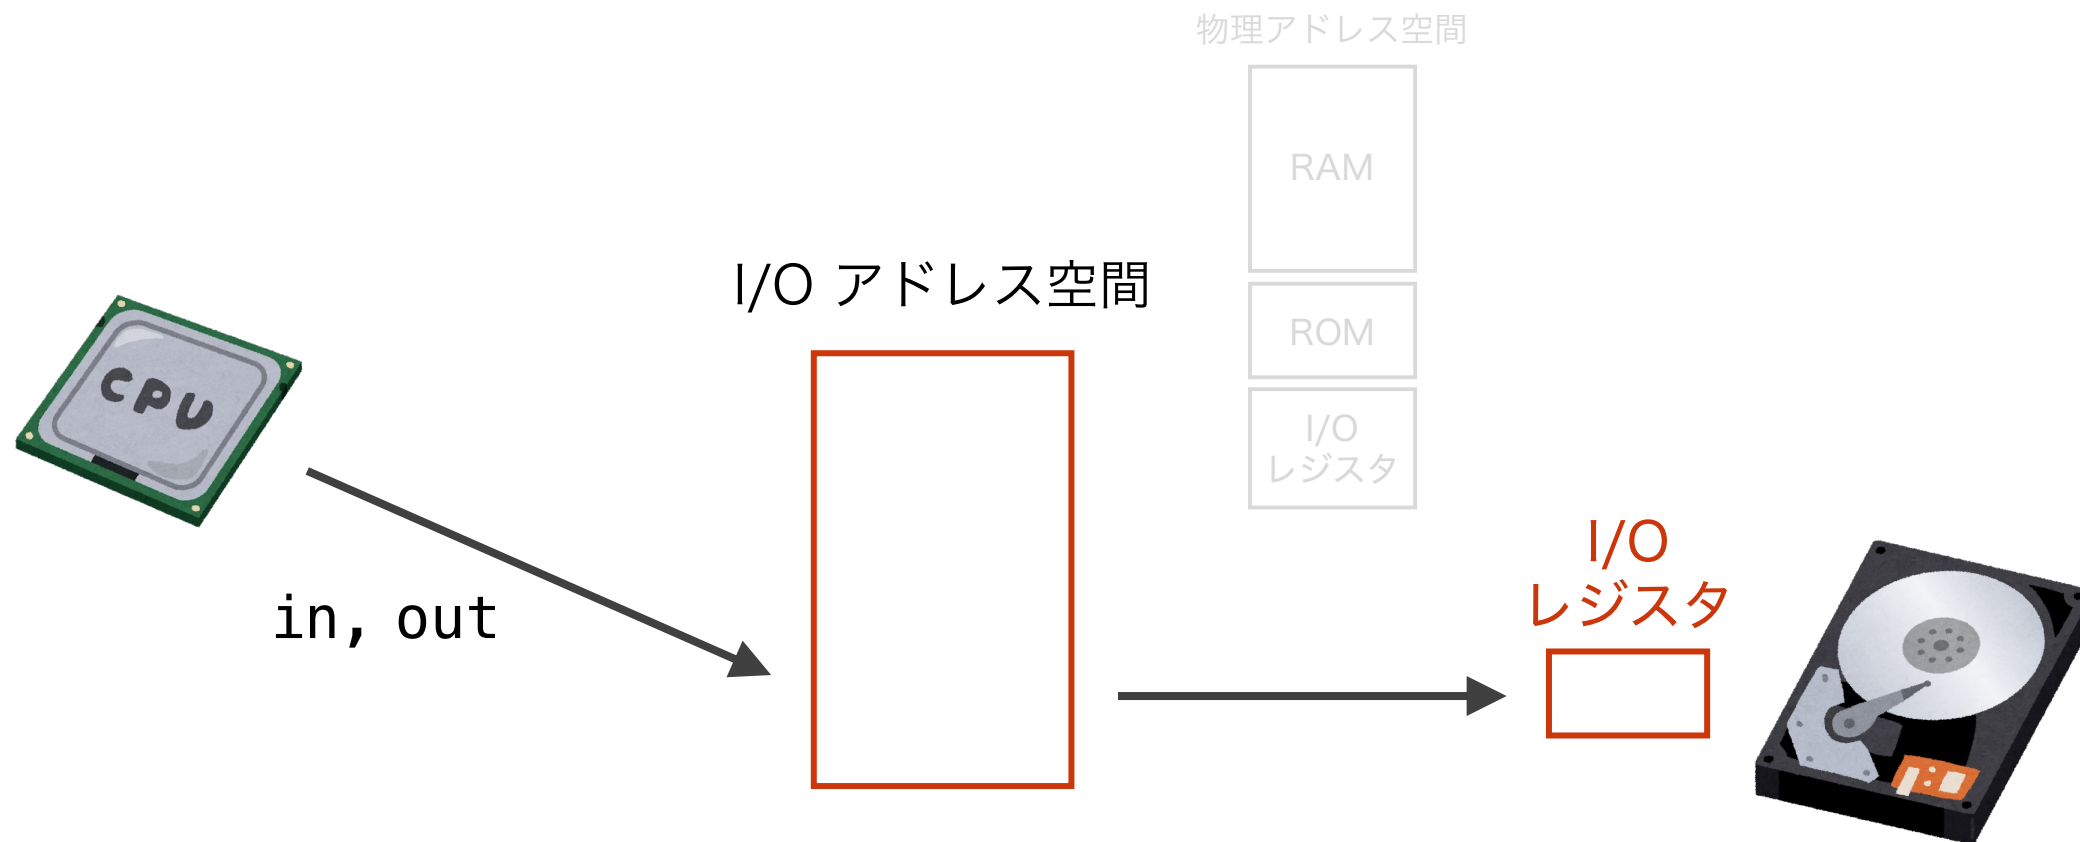 物理アドレス空間
RAM
ROM
I/O
レジスタ
I/O アドレス空間
CPU
in, out
I/O
レジスタ